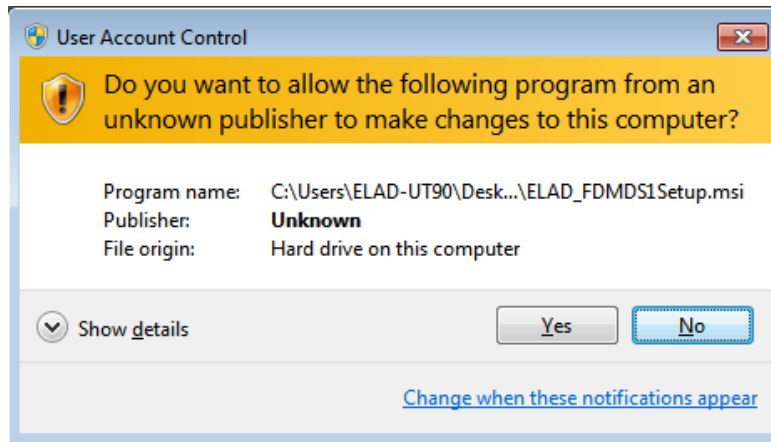 User Account Control
Do you want to allow the following program from an
unknown publisher to make changes to this computer?
Program name: C:\Users\ELAD-UT90\Desk...\ELAD_FDMDS1Setup.msi
Publisher: Unknown
File origin: Hard drive on this computer
Show details Yes No
Change when these notifications appear